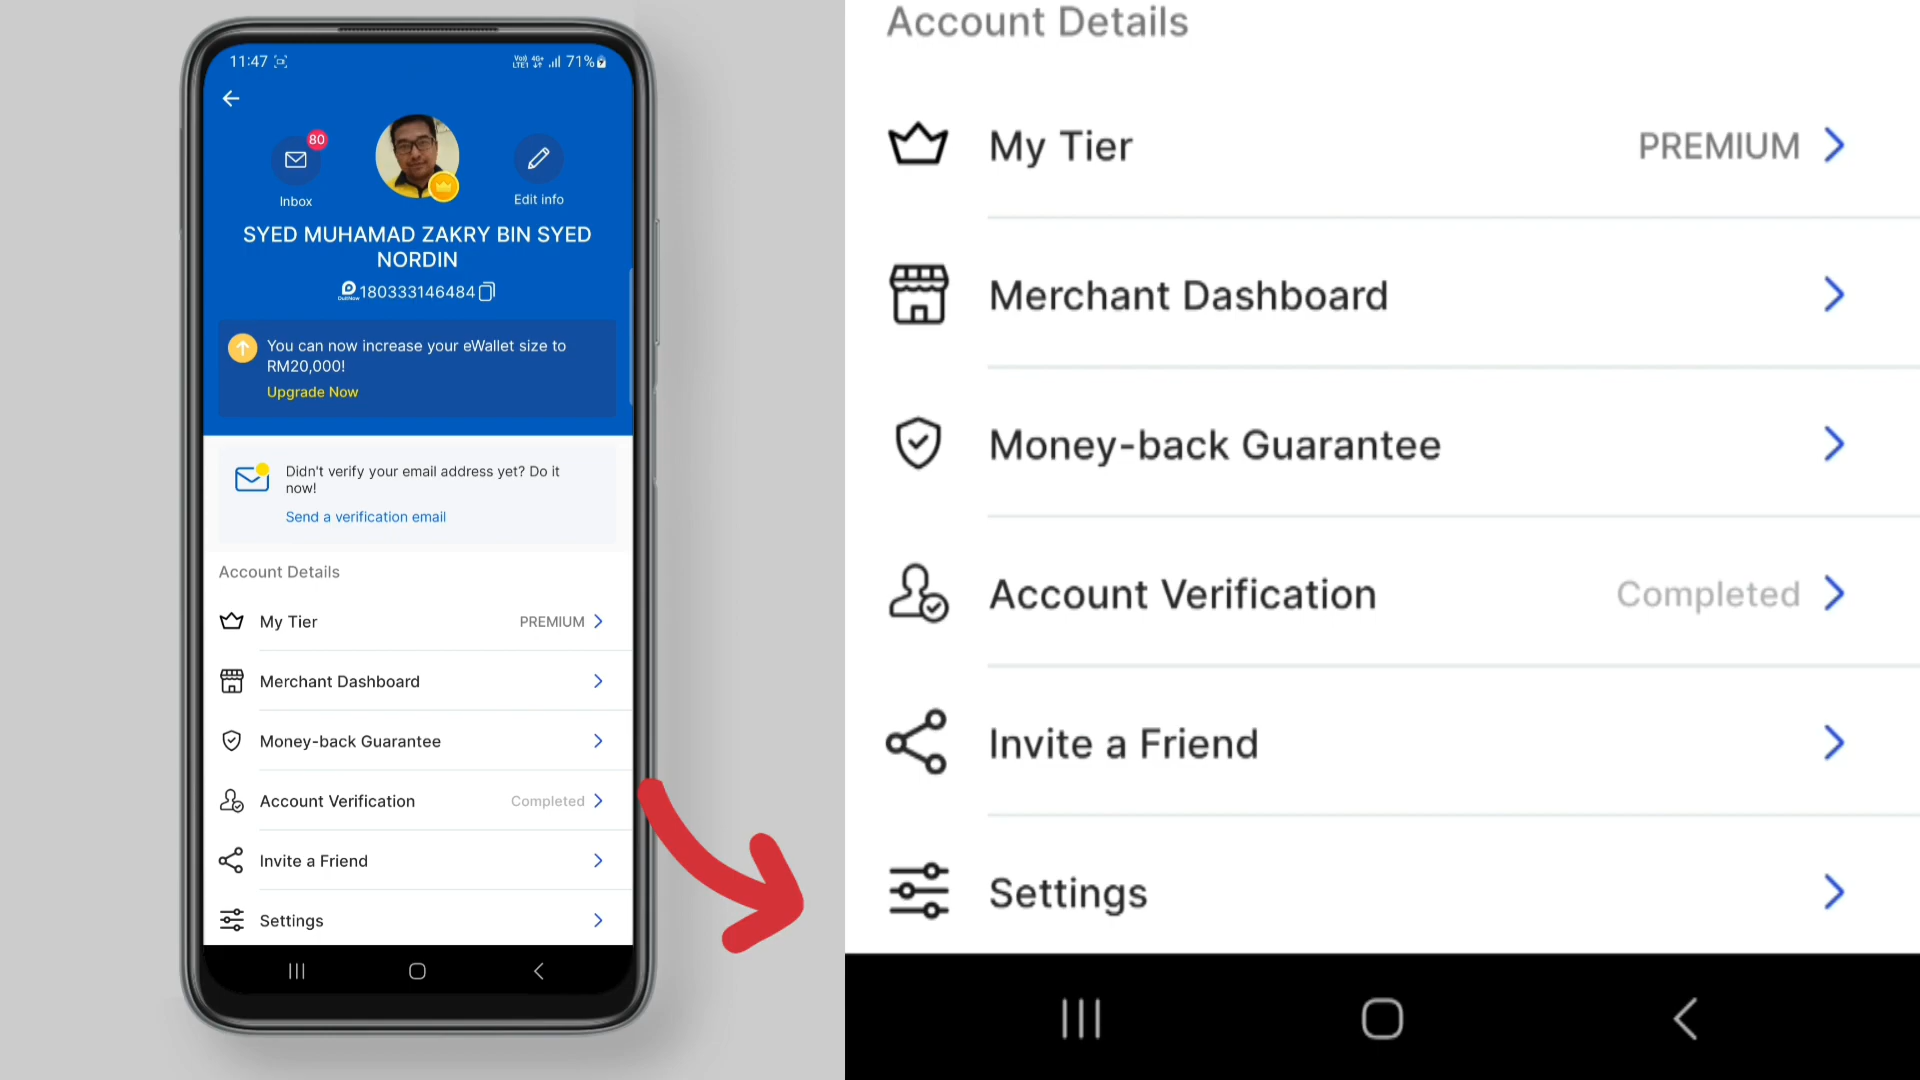 11:47
71%
80
Inbox
Edit info
SYED MUHAMAD ZAKRY BIN SYED
NORDIN
180333146484
You can now increase your eWallet size to
RM20,000!
Upgrade Now
Didn't verify your email address yet? Do it
now!
Send a verification email
Account Details
My Tier PREMIUM
Merchant Dashboard
Money-back Guarantee
Account Verification Completed
Invite a Friend
Settings
Account Details
My Tier PREMIUM
Merchant Dashboard
Money-back Guarantee
Account Verification Completed
Invite a Friend
Settings